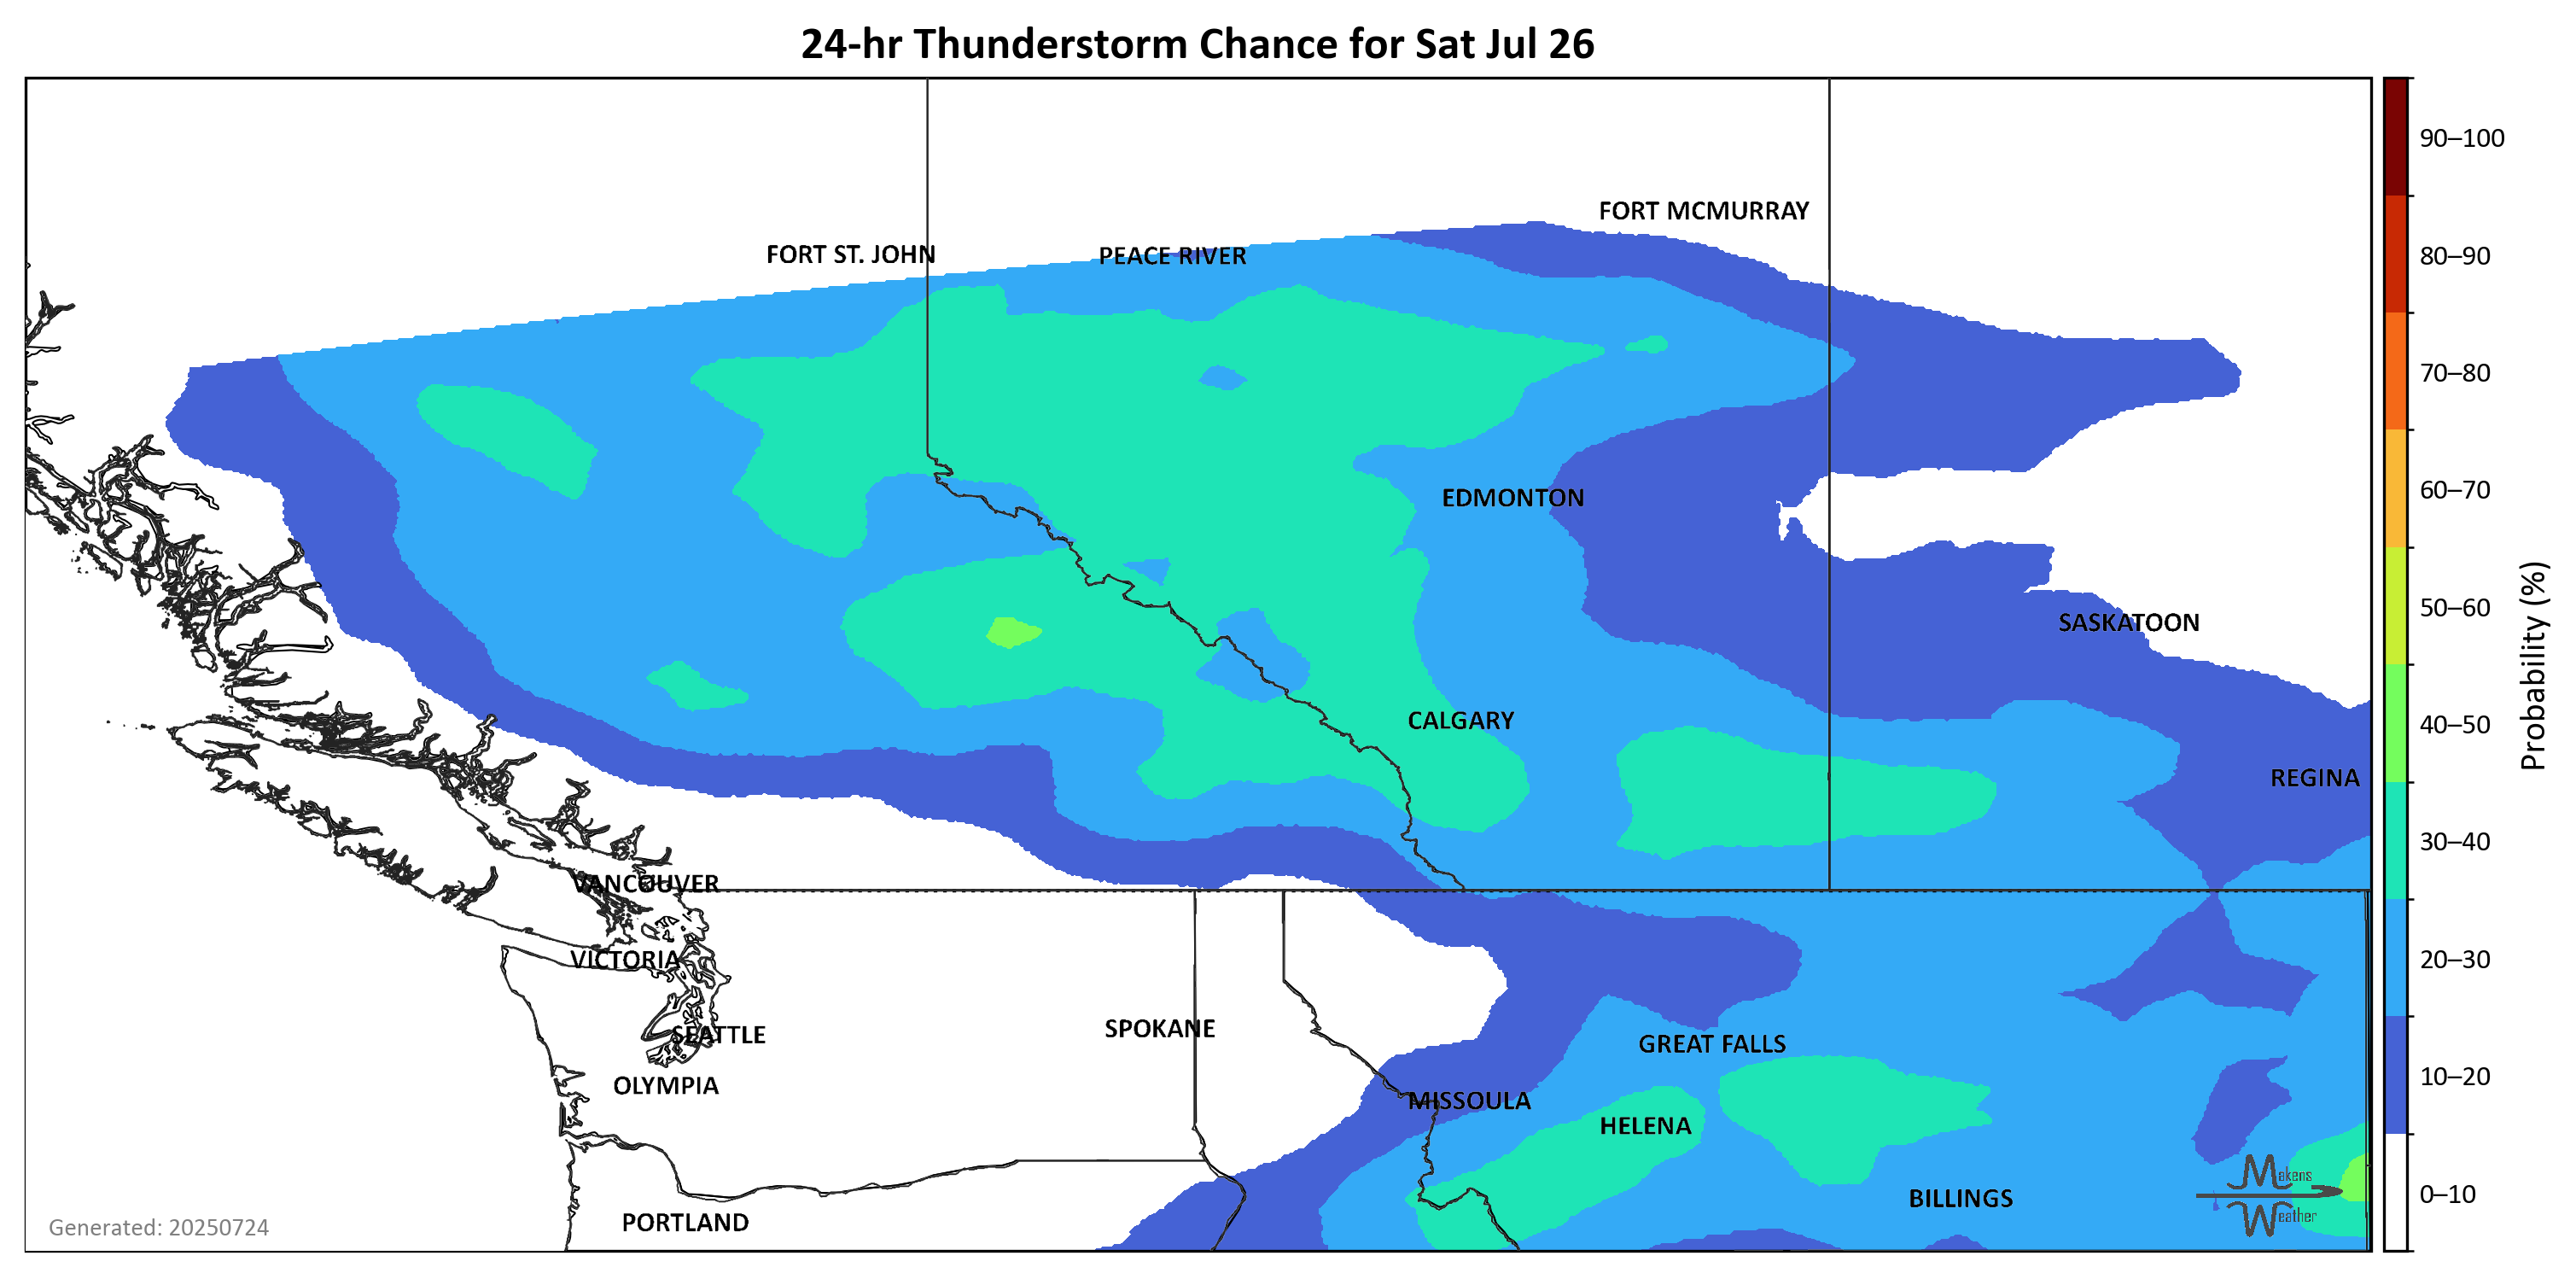 24-hr Thunderstorm Chance for Sat Jul 26
90–100
FORT MCMURRAY
FORT ST. JOHN
PEACE RIVER
80–90
70–80
60–70
EDMONTON
50–60
SASKATOON
Probability (%)
CALGARY
40–50
REGINA
30–40
VANCOUVER
VICTORIA
20–30
SPOKANE
SEATTLE
GREAT FALLS
OLYMPIA
10–20
MISSOULA
HELENA
Makens
Weather
0–10
BILLINGS
PORTLAND
Generated: 20250724